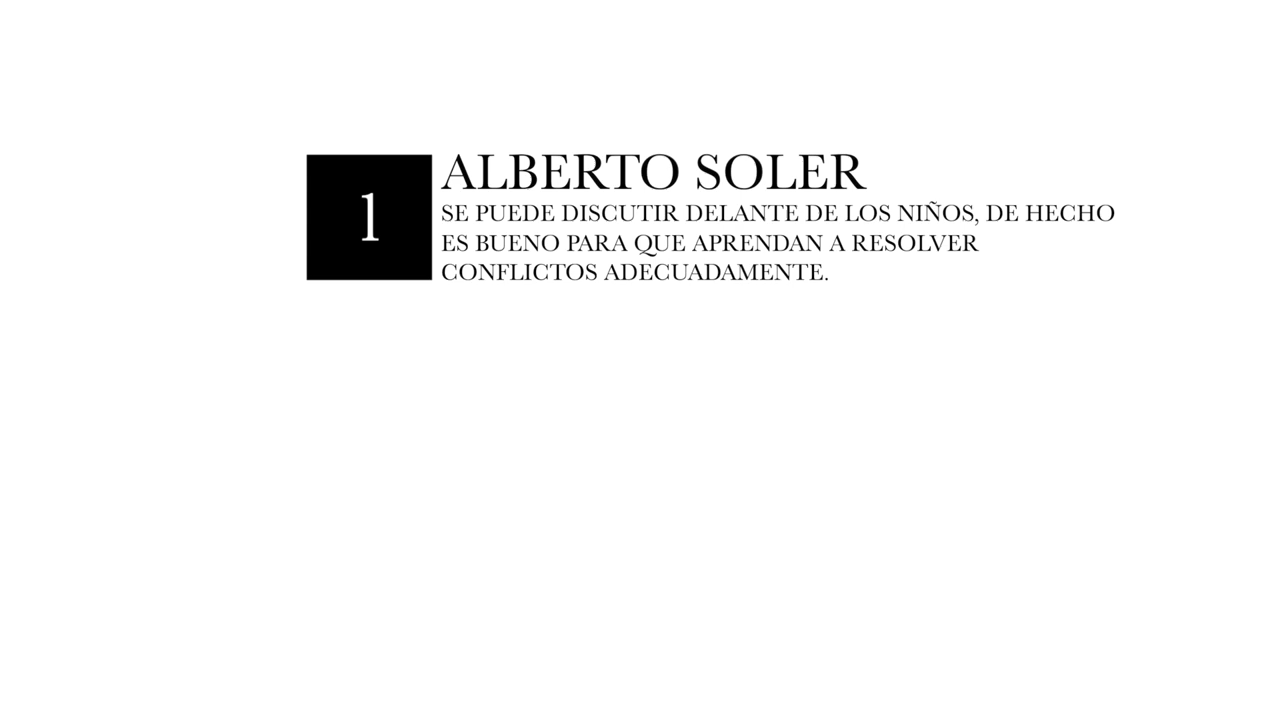 1
ALBERTO SOLER
SE PUEDE DISCUTIR DELANTE DE LOS NIÑOS, DE HECHO
ES BUENO PARA QUE APRENDAN A RESOLVER
CONFLICTOS ADECUADAMENTE.